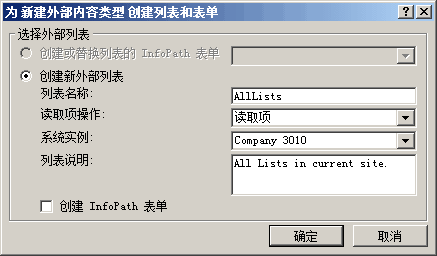 为 新建外部内容类型 创建列表和表单
选择外部列表
创建或替换列表的 InfoPath 表单
创建新外部列表
列表名称:
AllLists
读取项操作:
读取项
系统实例:
Company 3010
列表说明:
All Lists in current site.
创建 InfoPath 表单
确定
取消